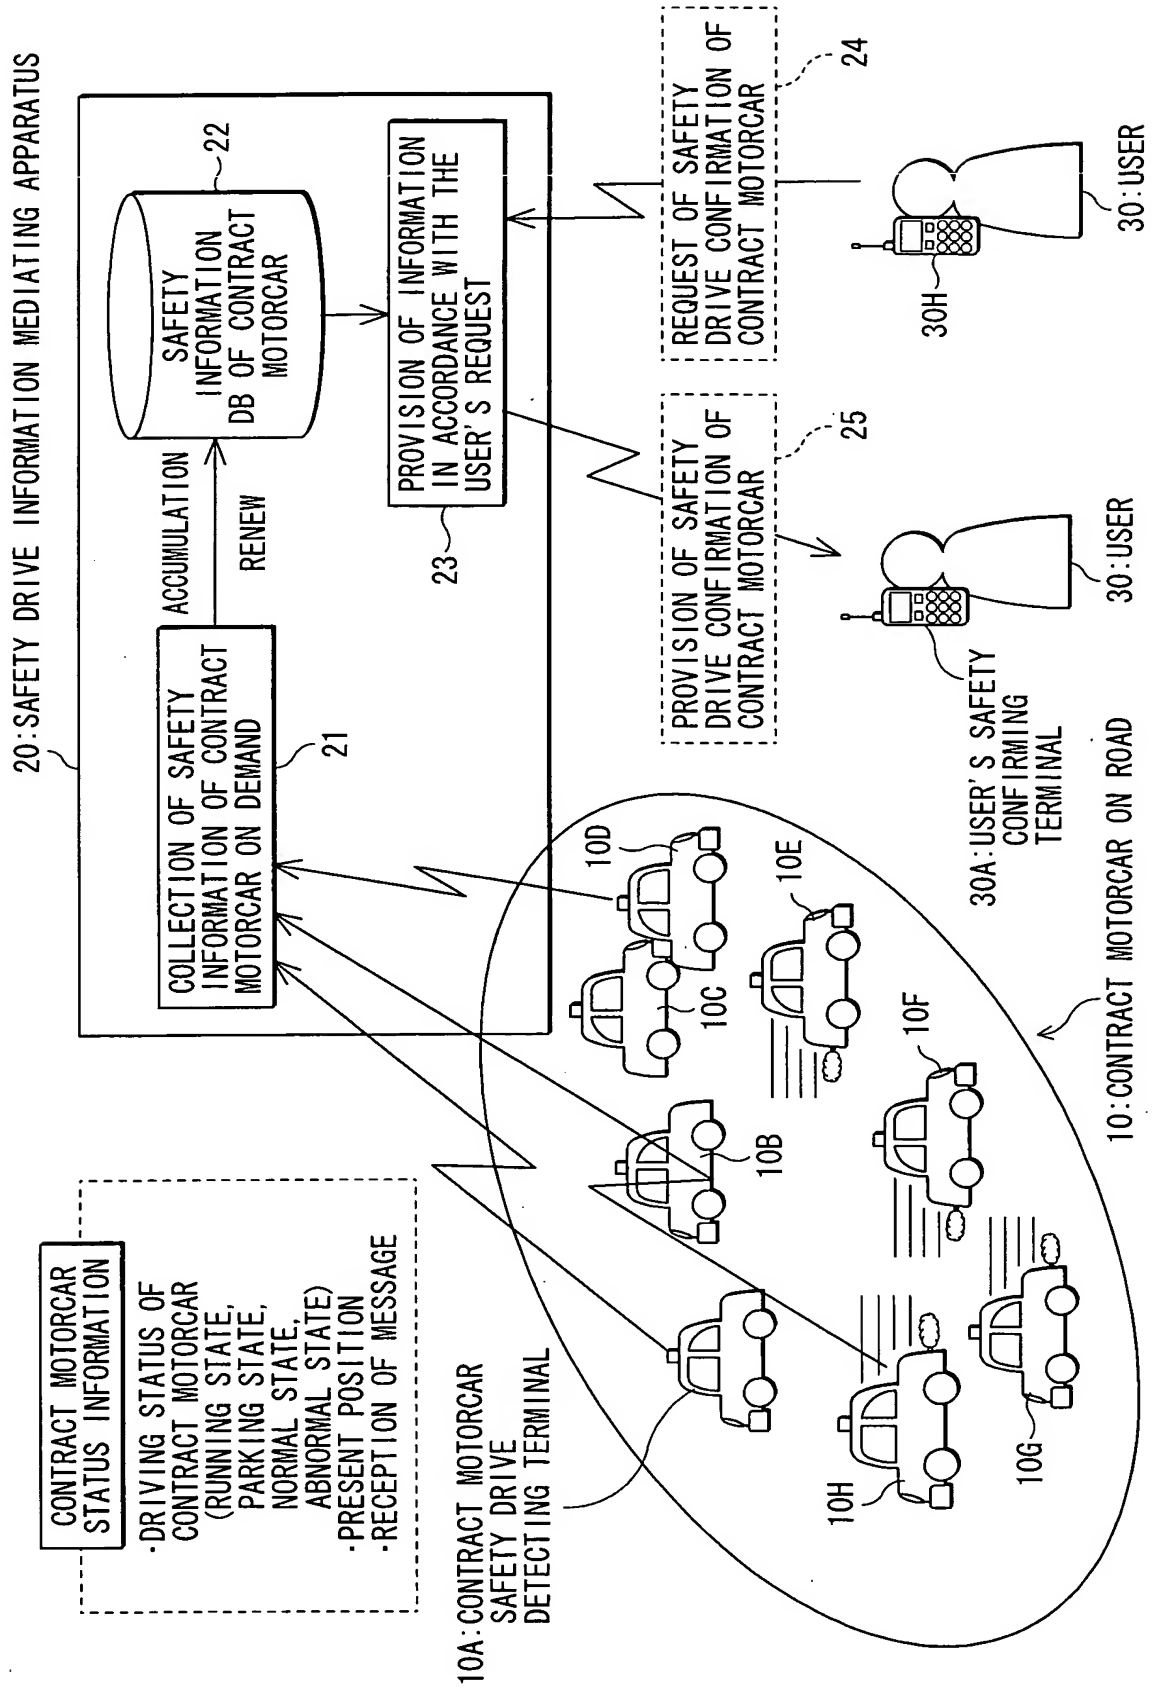 20:SAFETY DRIVE INFORMATION MEDIATING APPARATUS
CONTRACT MOTORCAR
STATUS INFORMATION
·DRIVING STATUS OF
CONTRACT MOTORCAR
(RUNNING STATE,
PARKING STATE,
NORMAL STATE,
ABNORMAL STATE)
·PRESENT POSITION
·RECEPTION OF MESSAGE
COLLECTION OF SAFETY
INFORMATION OF CONTRACT
MOTORCAR ON DEMAND
21
ACCUMULATION
RENEW
SAFETY
INFORMATION
DB OF CONTRACT
MOTORCAR
22
PROVISION OF INFORMATION
IN ACCORDANCE WITH THE
USER'S REQUEST
23
10A:CONTRACT MOTORCAR
SAFETY DRIVE
DETECTING TERMINAL
10B
10C
10D
10E
10F
10G
10H
10:CONTRACT MOTORCAR ON ROAD
PROVISION OF SAFETY
DRIVE CONFIRMATION OF
CONTRACT MOTORCAR
25
REQUEST OF SAFETY
DRIVE CONFIRMATION OF
CONTRACT MOTORCAR
24
30A:USER'S SAFETY
CONFIRMING
TERMINAL
30:USER
30H
30:USER